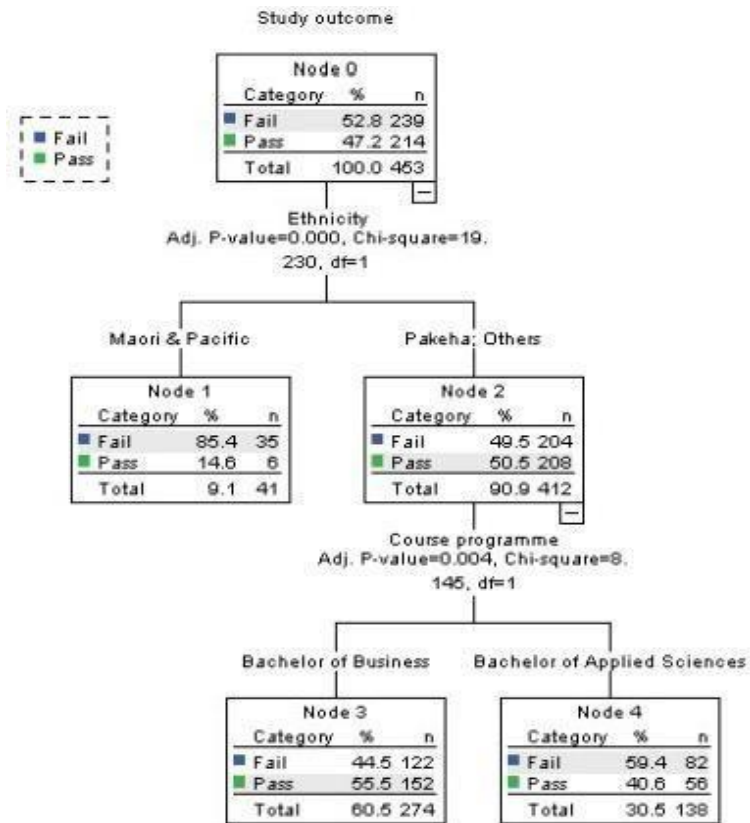 Study outcome
Node 0
Category % n
Fail 52.8 239
Pass 47.2 214
Total 100.0 453
Fail
Pass
Ethnicity
Adj. P-value=0.000, Chi-square=19.
230, df=1
Maori & Pacific
Node 1
Category % n
Fail 85.4 35
Pass 14.6 6
Total 9.1 41
Pakeha; Others
Node 2
Category % n
Fail 49.5 204
Pass 50.5 208
Total 90.9 412
Course programme
Adj. P-value=0.004, Chi-square=8.
145, df=1
Bachelor of Business
Node 3
Category % n
Fail 44.5 122
Pass 55.5 152
Total 60.5 274
Bachelor of Applied Sciences
Node 4
Category % n
Fail 59.4 82
Pass 40.6 56
Total 30.5 138